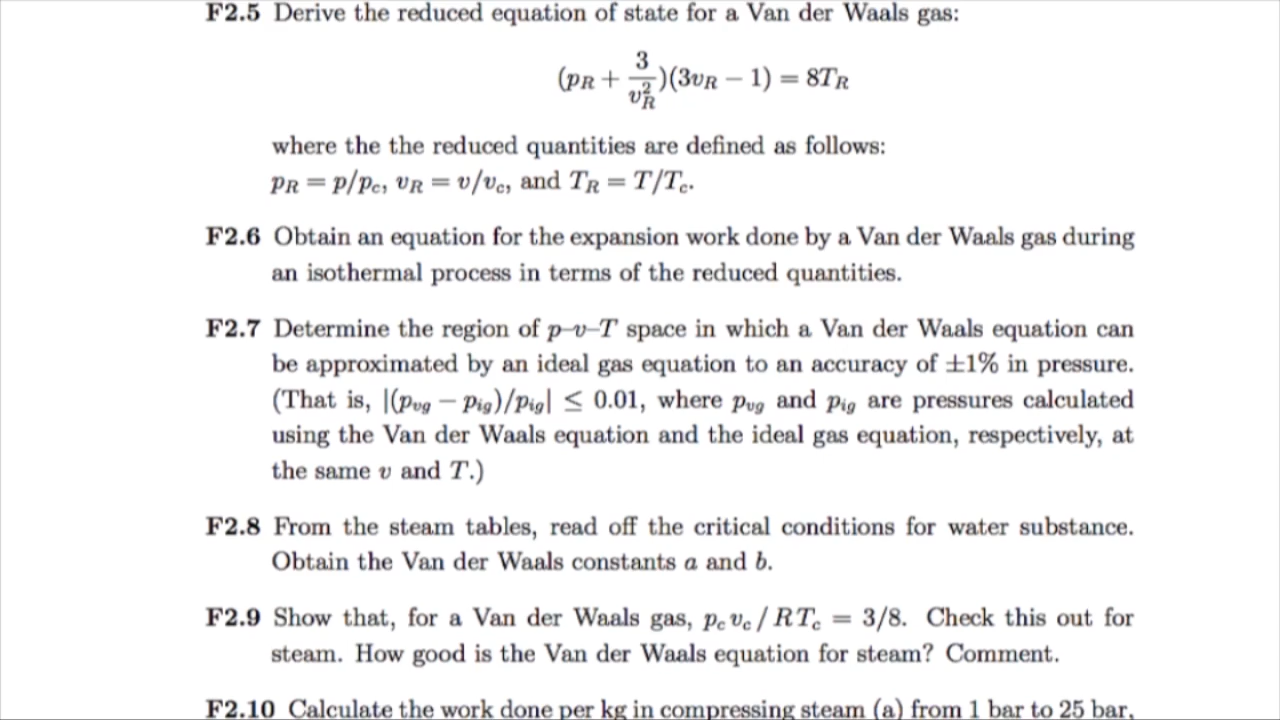 F2.5 Derive the reduced equation of state for a Van der Waals gas:
(p_R + 3/v_R^2)(3v_R − 1) = 8T_R
where the the reduced quantities are defined as follows:
p_R = p/p_c, v_R = v/v_c, and T_R = T/T_c.
F2.6 Obtain an equation for the expansion work done by a Van der Waals gas during
an isothermal process in terms of the reduced quantities.
F2.7 Determine the region of p–v–T space in which a Van der Waals equation can
be approximated by an ideal gas equation to an accuracy of ±1% in pressure.
(That is, |(p_vg − p_ig)/p_ig| ≤ 0.01, where p_vg and p_ig are pressures calculated
using the Van der Waals equation and the ideal gas equation, respectively, at
the same v and T.)
F2.8 From the steam tables, read off the critical conditions for water substance.
Obtain the Van der Waals constants a and b.
F2.9 Show that, for a Van der Waals gas, p_c v_c/RT_c = 3/8. Check this out for
steam. How good is the Van der Waals equation for steam? Comment.
F2.10 Calculate the work done per kg in compressing steam (a) from 1 bar to 25 bar,